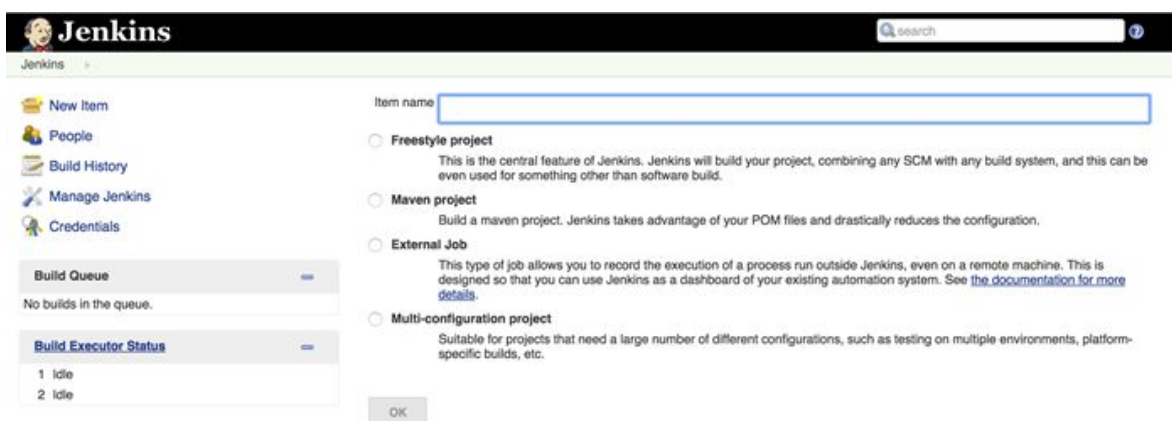 Jenkins
search
Jenkins
New Item
People
Build History
Manage Jenkins
Credentials
Build Queue
No builds in the queue.
Build Executor Status
1 Idle
2 Idle
Item name
Freestyle project
This is the central feature of Jenkins. Jenkins will build your project, combining any SCM with any build system, and this can be
even used for something other than software build.
Maven project
Build a maven project. Jenkins takes advantage of your POM files and drastically reduces the configuration.
External Job
This type of job allows you to record the execution of a process run outside Jenkins, even on a remote machine. This is
designed so that you can use Jenkins as a dashboard of your existing automation system. See the documentation for more
details.
Multi-configuration project
Suitable for projects that need a large number of different configurations, such as testing on multiple environments, platform-
specific builds, etc.
OK